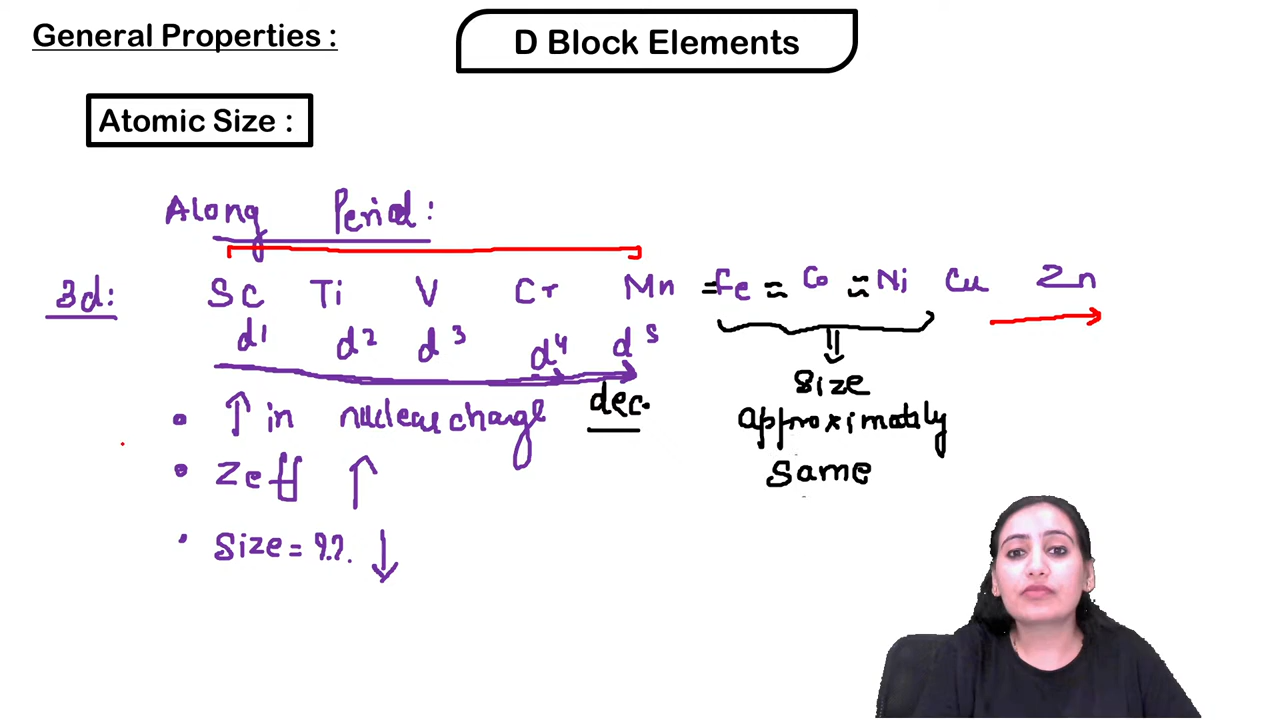 General Properties :
D Block Elements
Atomic Size :
Along Period:
3d: Sc Ti V Cr Mn = Fe ≈ Co ≈ Ni Cu Zn
d1 d2 d3 d4 d5
dec.
• ↑ in nuclear charge
• Zeff ↑
• Size = ?? ↓
Size
approximately
Same